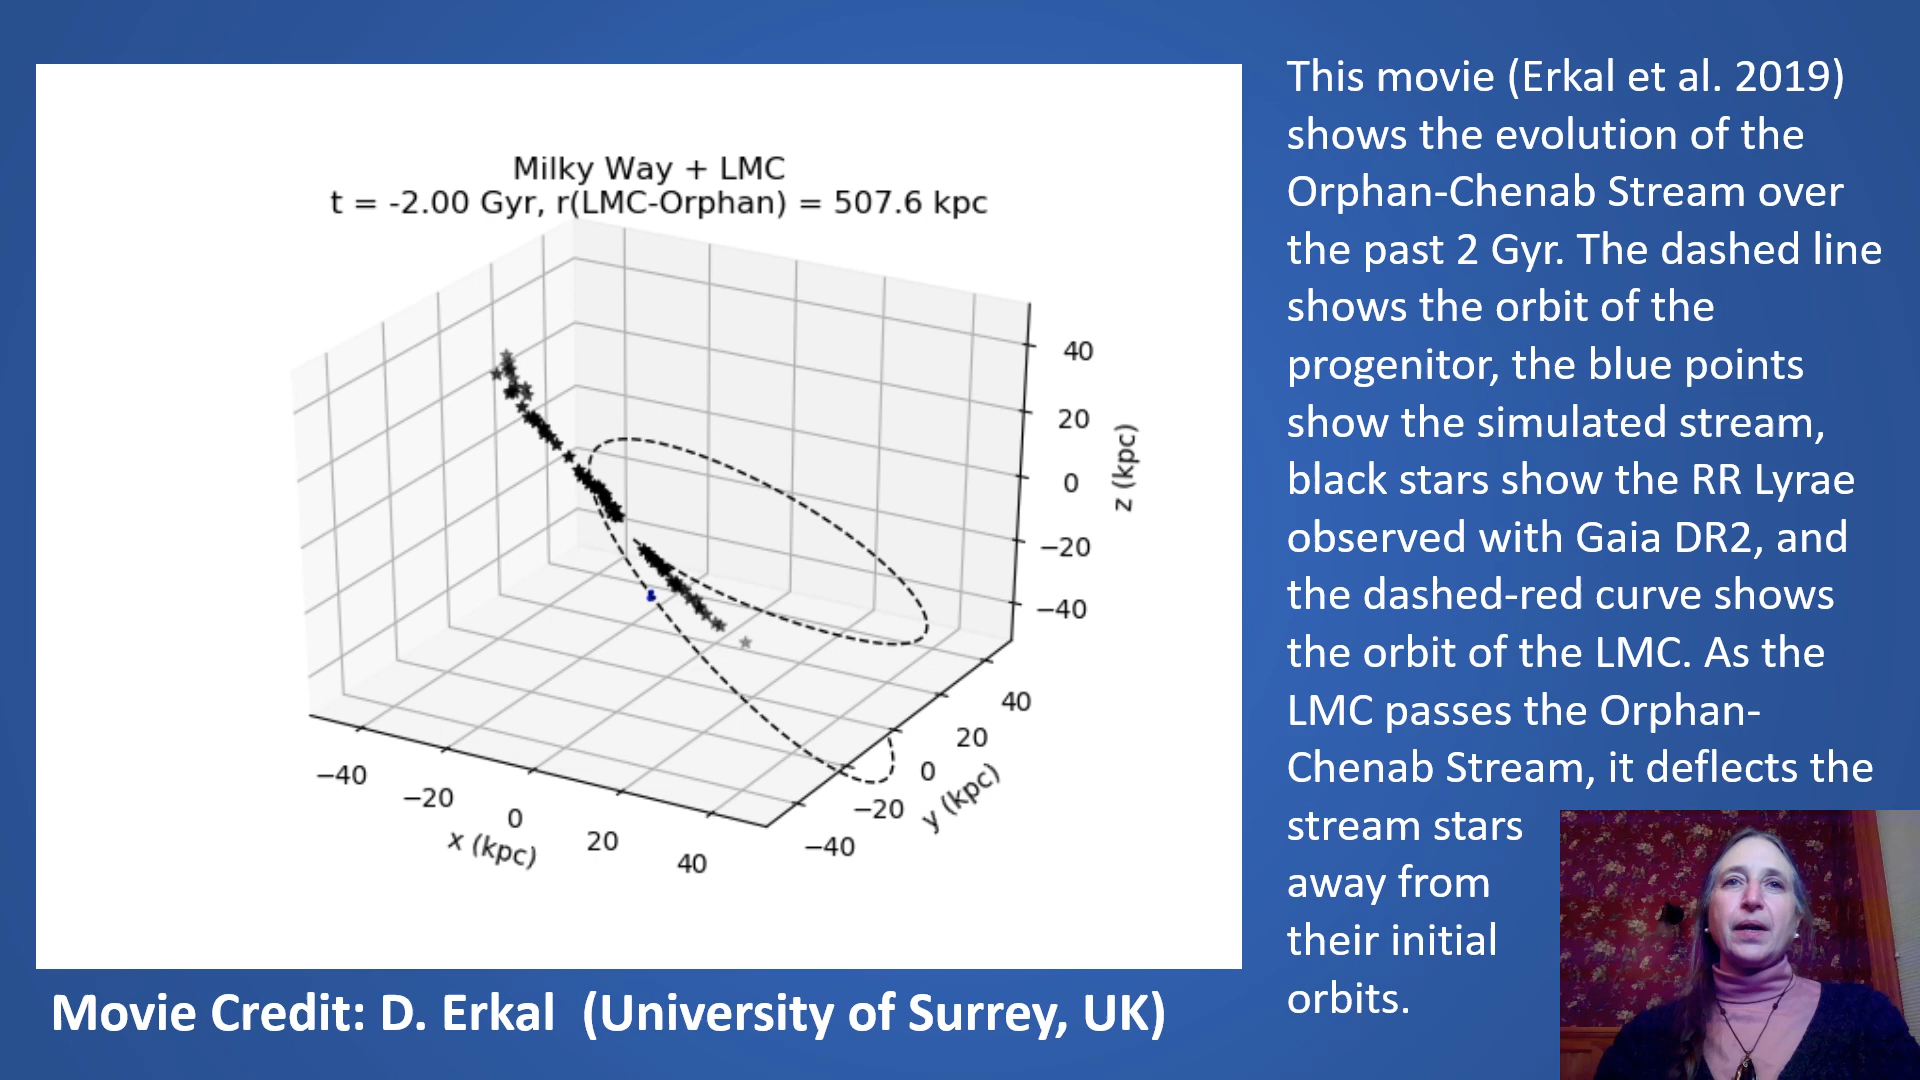 Milky Way + LMC
t = -2.00 Gyr, r(LMC-Orphan) = 507.6 kpc
40
20
0
−20
−40
z (kpc)
40
20
0
−20
−40
y (kpc)
−40
−20
0
20
40
x (kpc)
This movie (Erkal et al. 2019)
shows the evolution of the
Orphan-Chenab Stream over
the past 2 Gyr. The dashed line
shows the orbit of the
progenitor, the blue points
show the simulated stream,
black stars show the RR Lyrae
observed with Gaia DR2, and
the dashed-red curve shows
the orbit of the LMC. As the
LMC passes the Orphan-
Chenab Stream, it deflects the
stream stars
away from
their initial
orbits.
Movie Credit: D. Erkal (University of Surrey, UK)